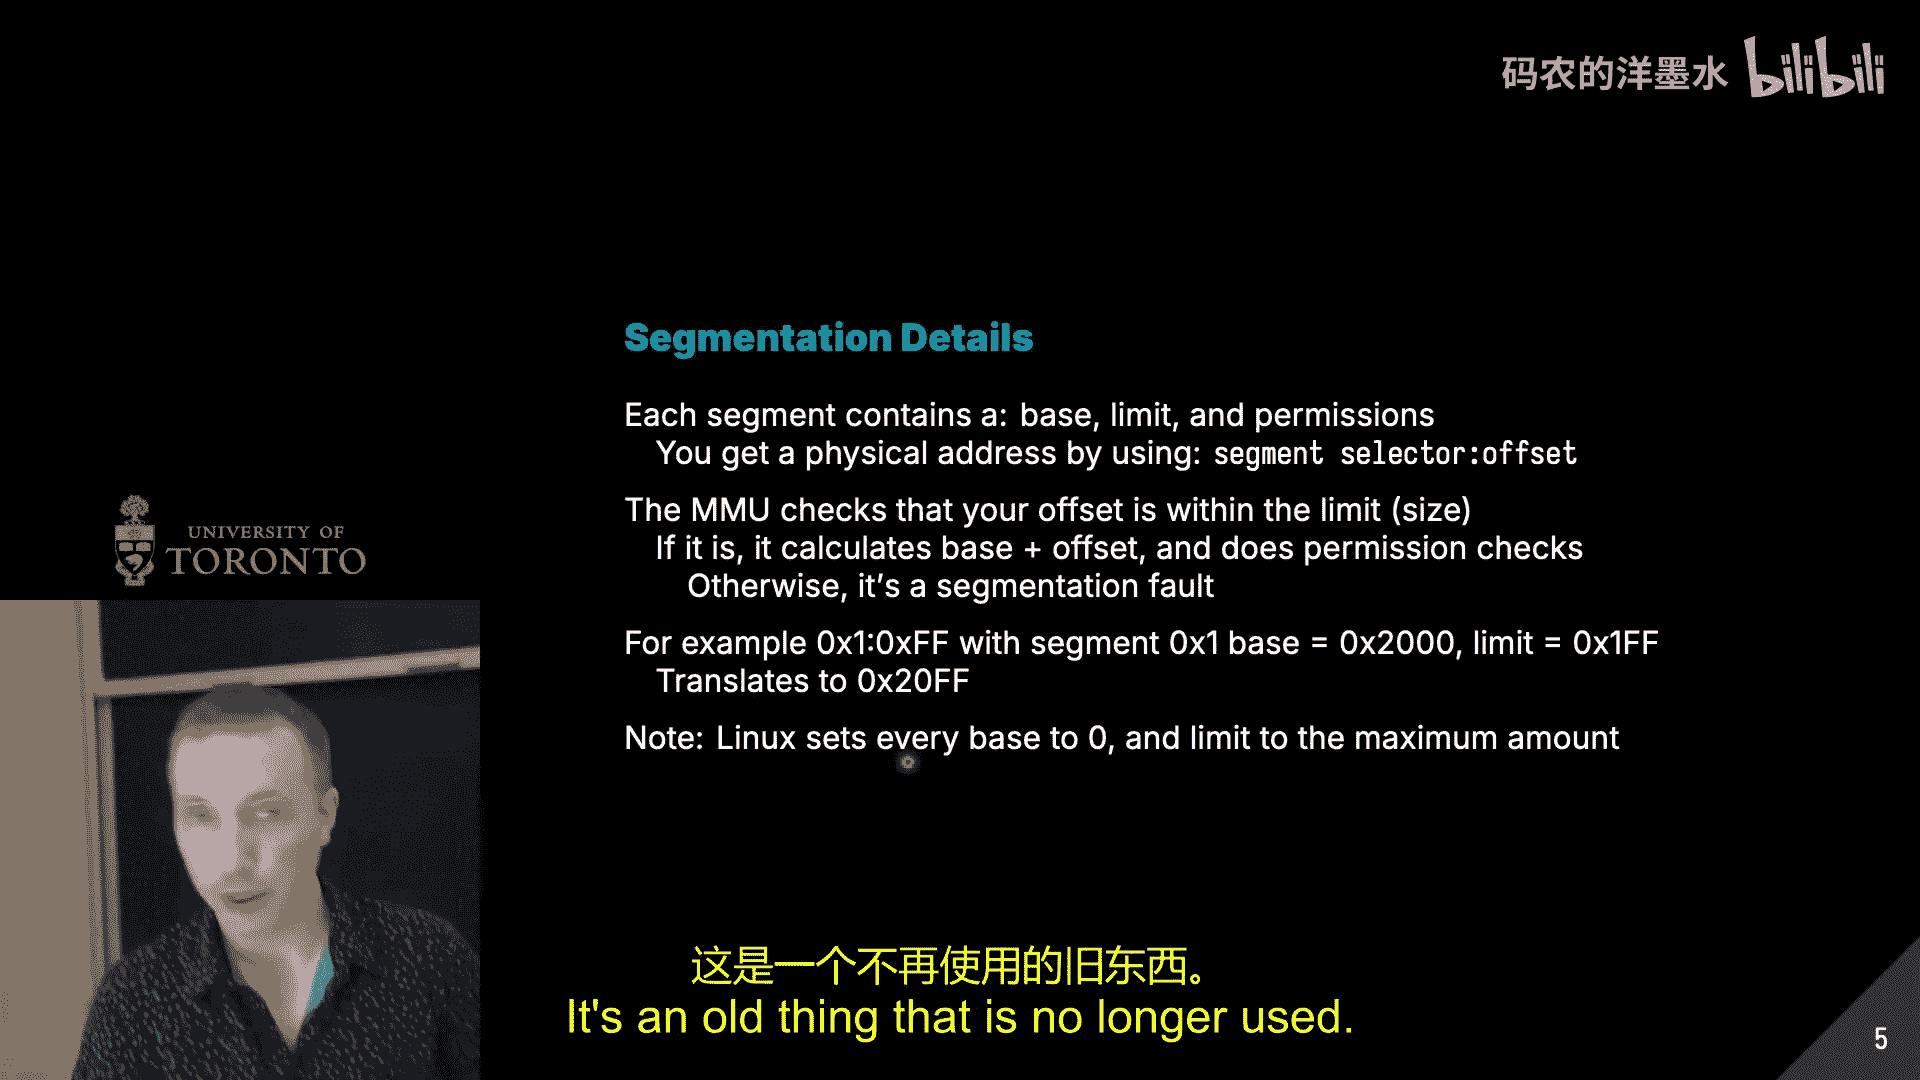 码农的洋墨水 bilibili
Segmentation Details
Each segment contains a: base, limit, and permissions
You get a physical address by using: segment selector:offset
The MMU checks that your offset is within the limit (size)
If it is, it calculates base + offset, and does permission checks
Otherwise, it's a segmentation fault
For example 0x1:0xFF with segment 0x1 base = 0x2000, limit = 0x1FF
Translates to 0x20FF
Note: Linux sets every base to 0, and limit to the maximum amount
UNIVERSITY OF
TORONTO
这是一个不再使用的旧东西。
It's an old thing that is no longer used.
5